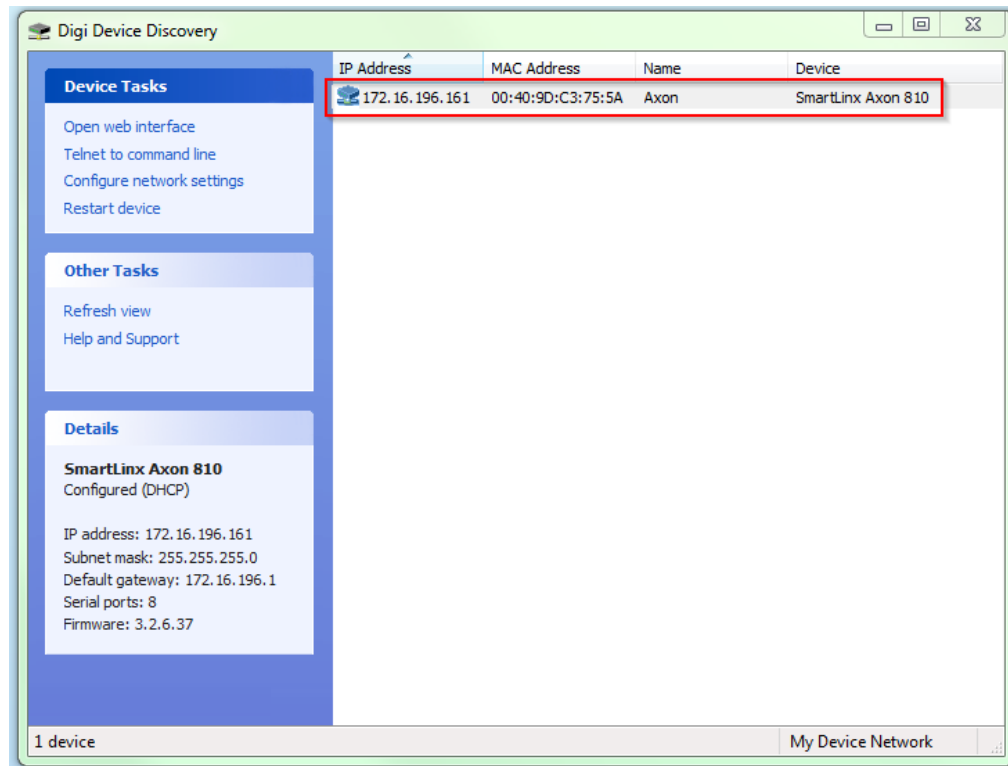 Digi Device Discovery
Device Tasks
Open web interface
Telnet to command line
Configure network settings
Restart device
Other Tasks
Refresh view
Help and Support
Details
SmartLinx Axon 810
Configured (DHCP)
IP address: 172.16.196.161
Subnet mask: 255.255.255.0
Default gateway: 172.16.196.1
Serial ports: 8
Firmware: 3.2.6.37
IP Address MAC Address Name Device
172.16.196.161 00:40:9D:C3:75:5A Axon SmartLinx Axon 810
1 device My Device Network